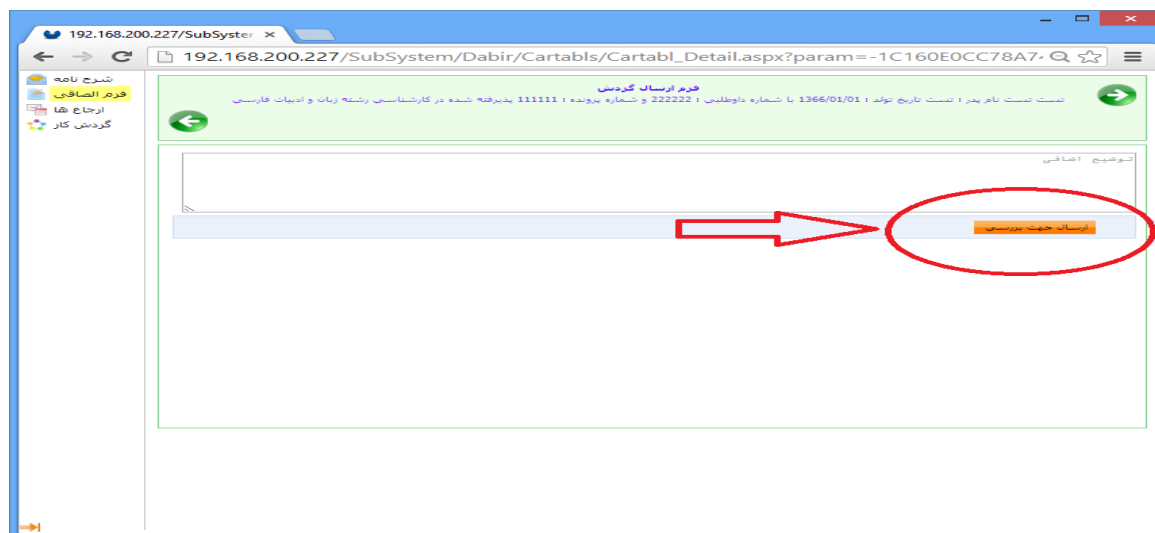 192.168.200.227/SubSyster
192.168.200.227/SubSystem/Dabir/Cartabls/Cartabl_Detail.aspx?param=-1C160E0CC78A74
شرح نامه
فرم الصاقی
ارجاع ها
گردش کار
فرم ارسال گردش
تست تست نام پدر : تست تاریخ تولد : 1366/01/01 با شماره داوطلبی : 222222 و شماره پرونده : 111111 پذیرفته شده در کارشناسی رشته زبان و ادبیات فارسی
توضیح اضافی
ارسال جهت بررسی